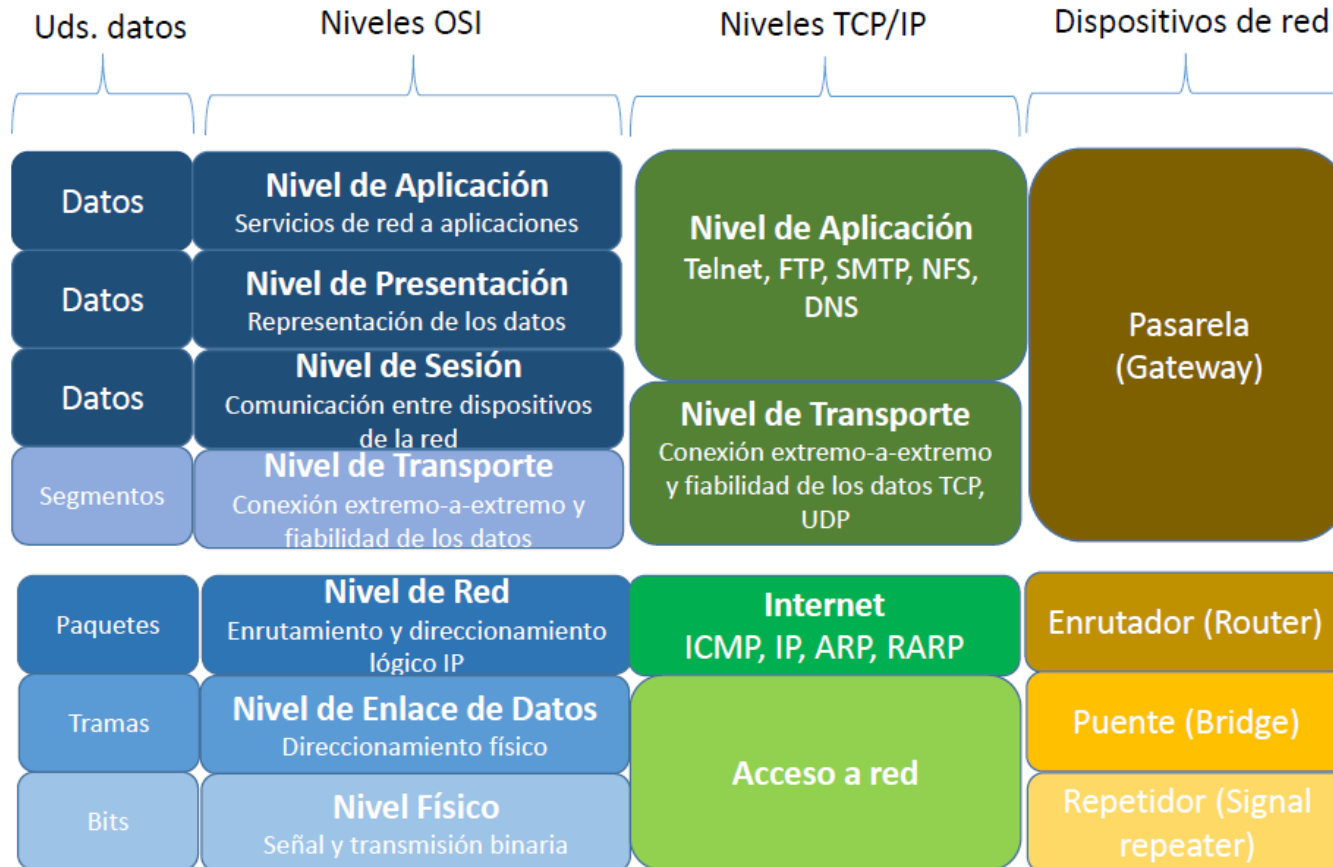 Uds. datos
Niveles OSI
Niveles TCP/IP
Dispositivos de red
Datos
Nivel de Aplicación
Servicios de red a aplicaciones
Datos
Nivel de Presentación
Representación de los datos
Datos
Nivel de Sesión
Comunicación entre dispositivos
de la red
Segmentos
Nivel de Transporte
Conexión extremo-a-extremo y
fiabilidad de los datos
Nivel de Aplicación
Telnet, FTP, SMTP, NFS,
DNS
Nivel de Transporte
Conexión extremo-a-extremo
y fiabilidad de los datos TCP,
UDP
Pasarela
(Gateway)
Paquetes
Nivel de Red
Enrutamiento y direccionamiento
lógico IP
Internet
ICMP, IP, ARP, RARP
Enrutador (Router)
Tramas
Nivel de Enlace de Datos
Direccionamiento físico
Acceso a red
Puente (Bridge)
Bits
Nivel Físico
Señal y transmisión binaria
Repetidor (Signal
repeater)